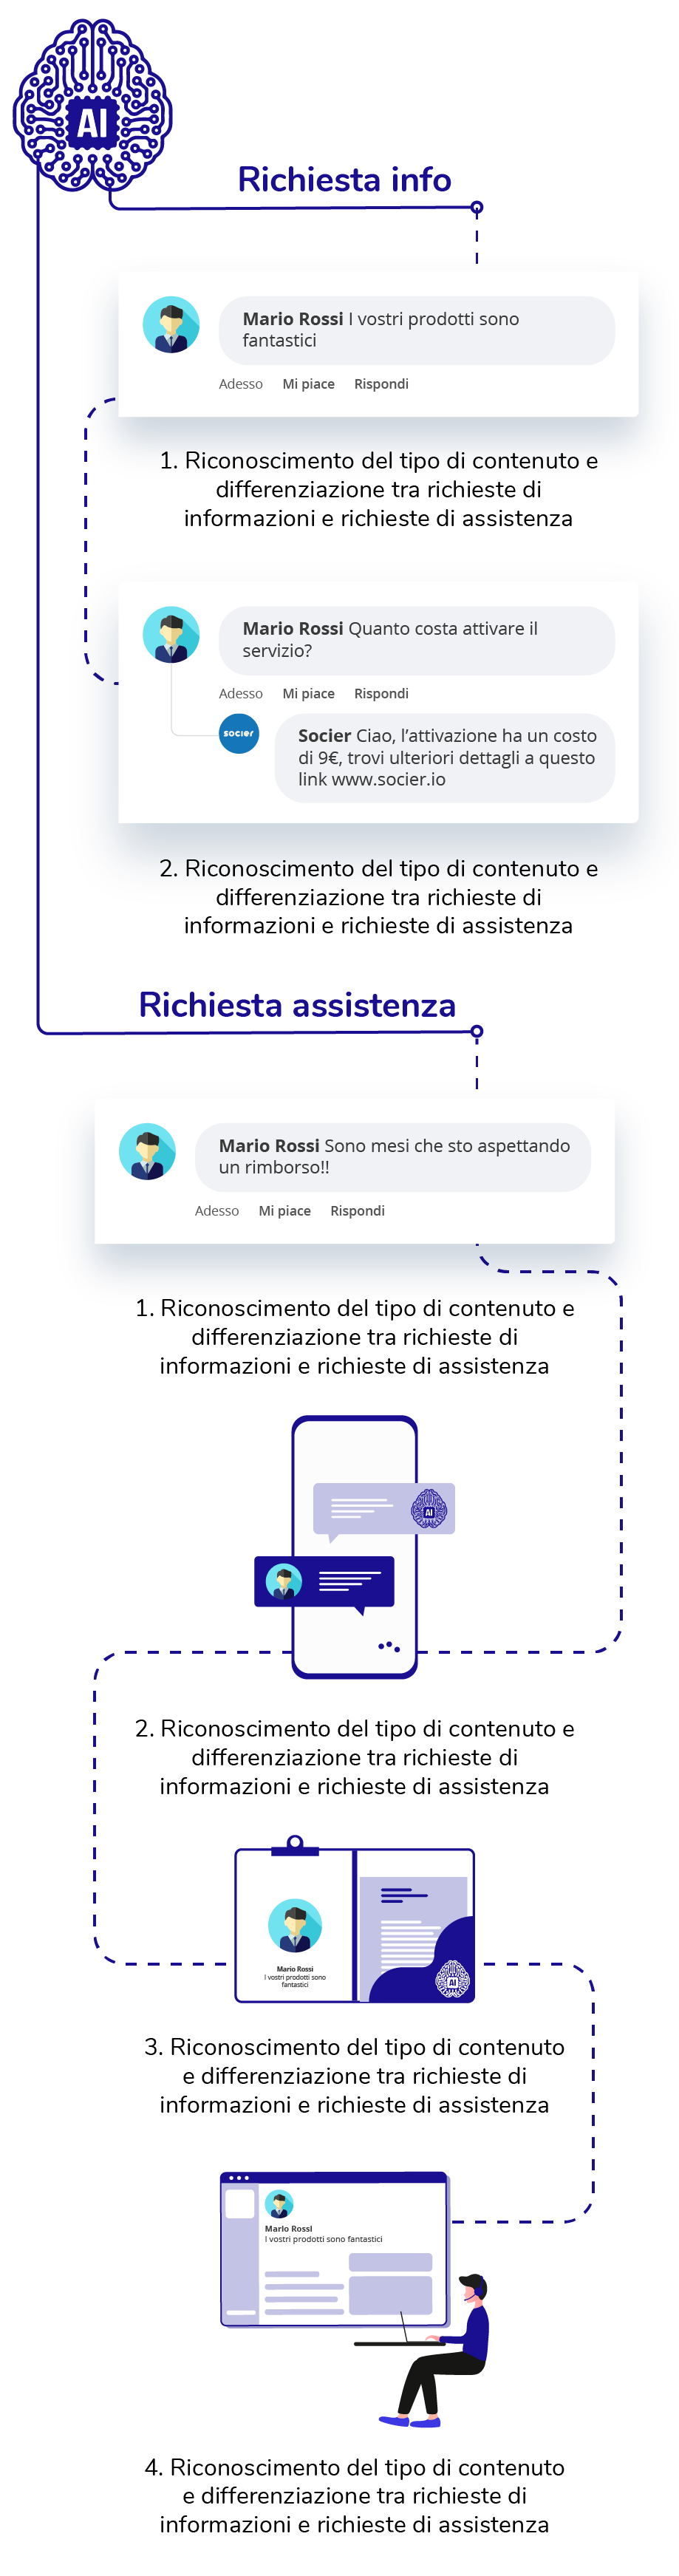 AI
Richiesta info
Mario Rossi I vostri prodotti sono
fantastici
Adesso Mi piace Rispondi
1. Riconoscimento del tipo di contenuto e
differenziazione tra richieste di
informazioni e richieste di assistenza
Mario Rossi Quanto costa attivare il
servizio?
Adesso Mi piace Rispondi
socier
Socier Ciao, l'attivazione ha un costo
di 9€, trovi ulteriori dettagli a questo
link www.socier.io
2. Riconoscimento del tipo di contenuto e
differenziazione tra richieste di
informazioni e richieste di assistenza
Richiesta assistenza
Mario Rossi Sono mesi che sto aspettando
un rimborso!!
Adesso Mi piace Rispondi
1. Riconoscimento del tipo di contenuto e
differenziazione tra richieste di
informazioni e richieste di assistenza
AI
2. Riconoscimento del tipo di contenuto e
differenziazione tra richieste di
informazioni e richieste di assistenza
Mario Rossi
I vostri prodotti sono
fantastici
AI
3. Riconoscimento del tipo di contenuto
e differenziazione tra richieste di
informazioni e richieste di assistenza
Mario Rossi
I vostri prodotti sono fantastici
4. Riconoscimento del tipo di contenuto
e differenziazione tra richieste di
informazioni e richieste di assistenza